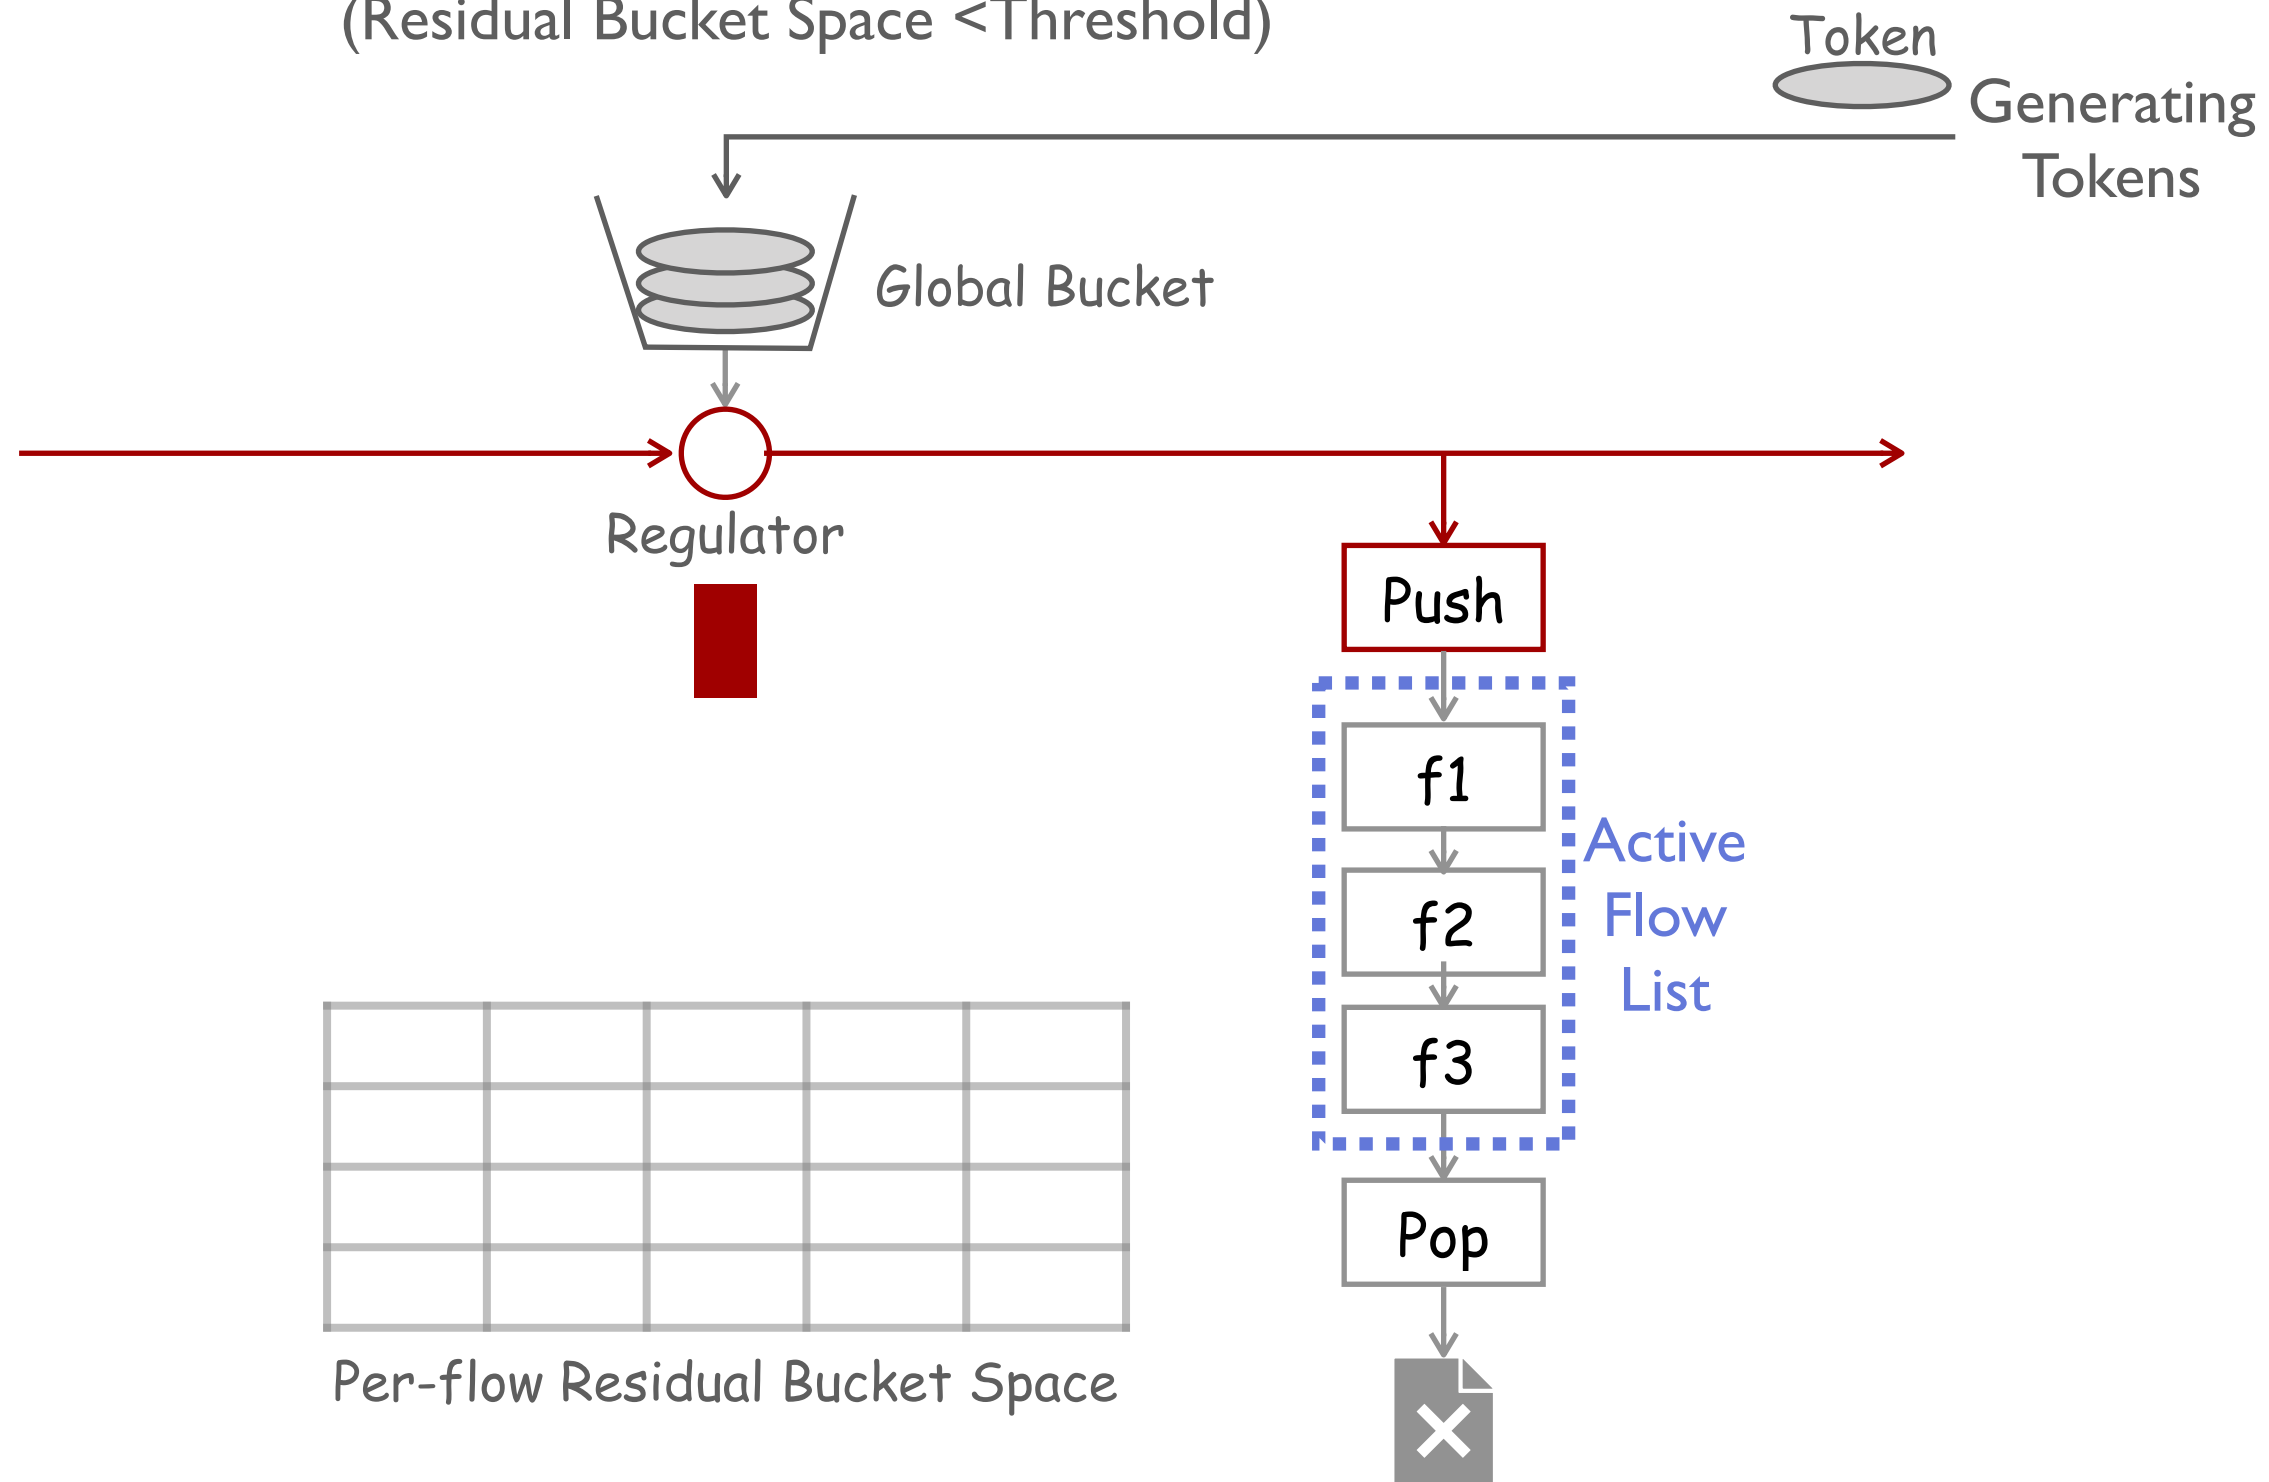 (Residual Bucket Space <Threshold)
Token
Generating
Tokens
Global Bucket
Regulator
Push
f1
f2
f3
Active
Flow
List
Pop
Per-flow Residual Bucket Space